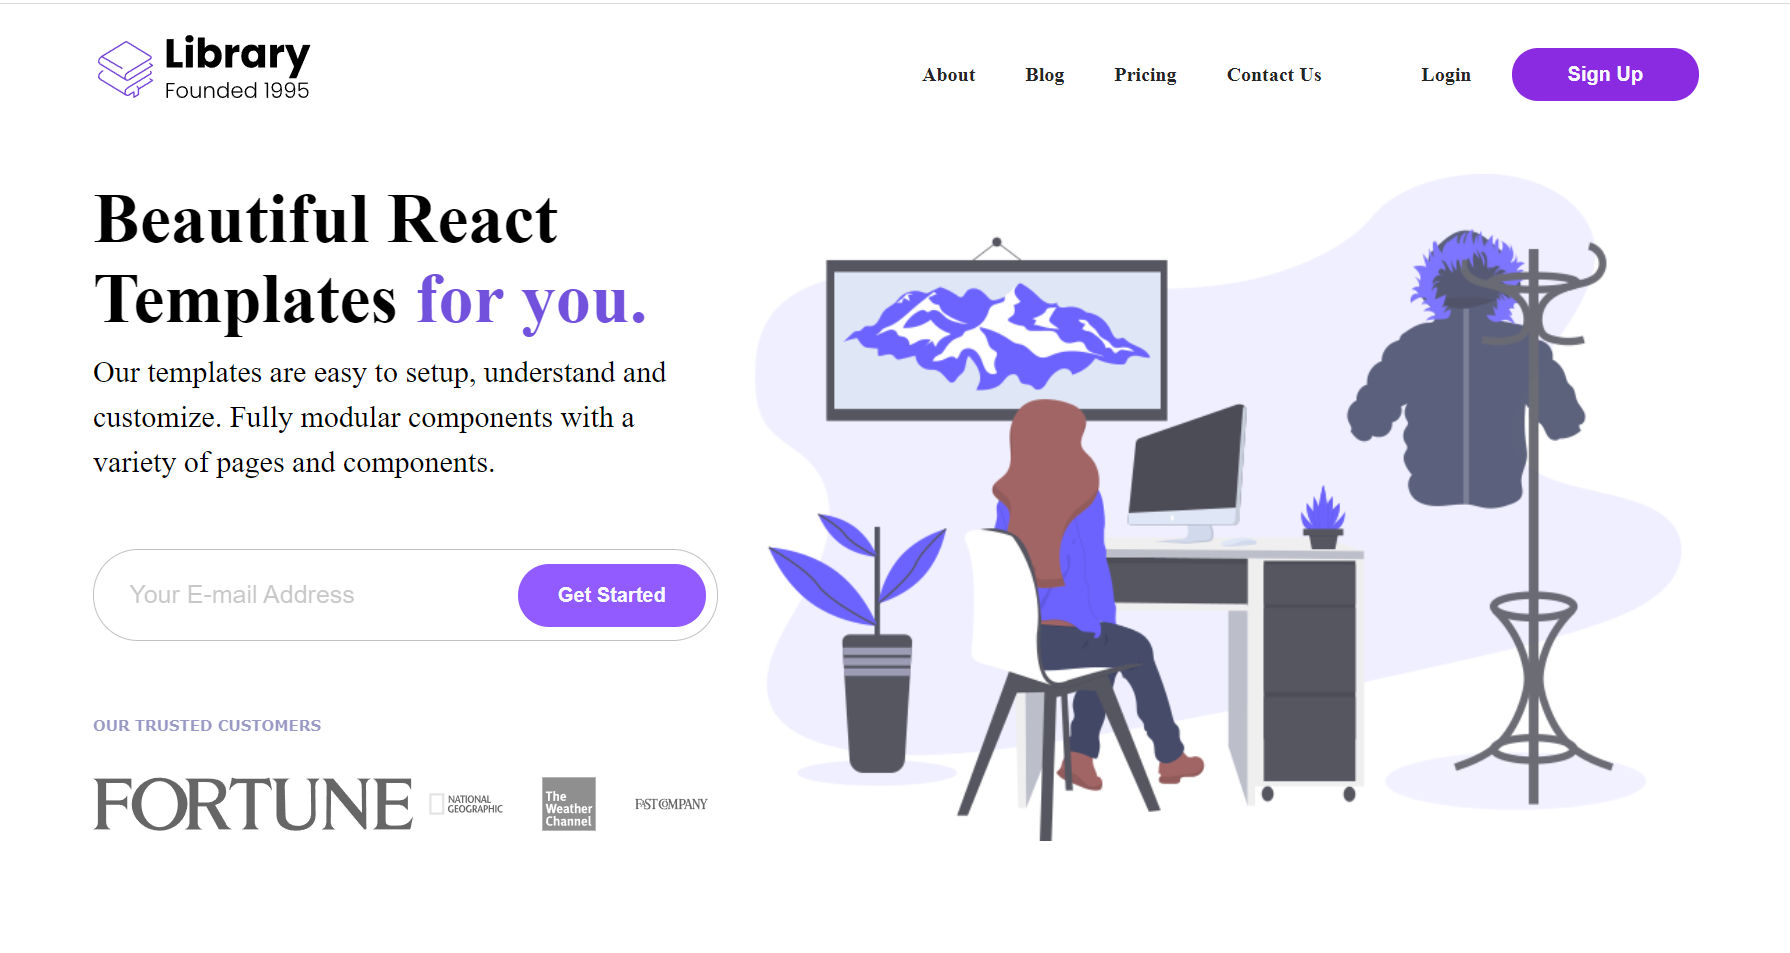 Library
Founded 1995
About
Blog
Pricing
Contact Us
Login
Sign Up
Beautiful React
Templates for you.
Our templates are easy to setup, understand and
customize. Fully modular components with a
variety of pages and components.
Your E-mail Address
Get Started
OUR TRUSTED CUSTOMERS
FORTUNE
NATIONAL
GEOGRAPHIC
The
Weather
Channel
FAST COMPANY